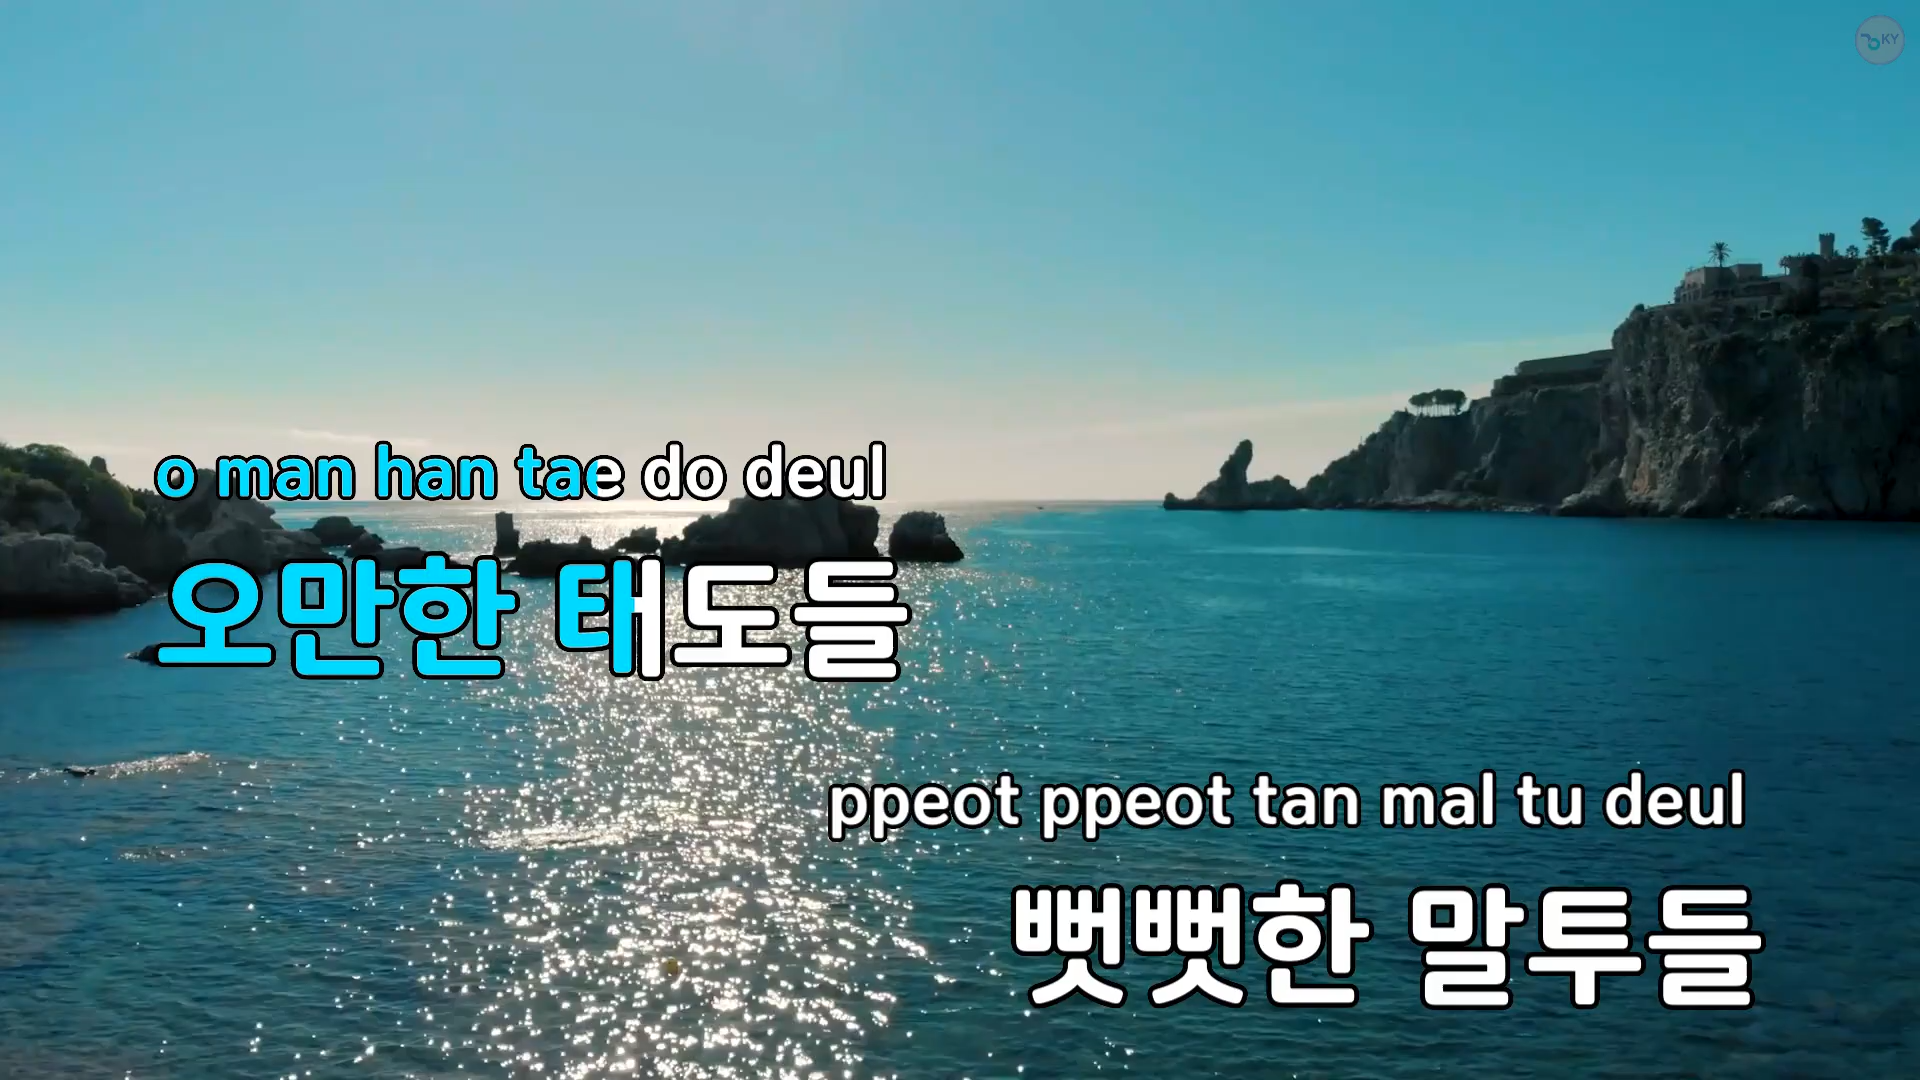 KY
o man han tae do deul
오만한 태도들
ppeot ppeot tan mal tu deul
뻣뻣한 말투들